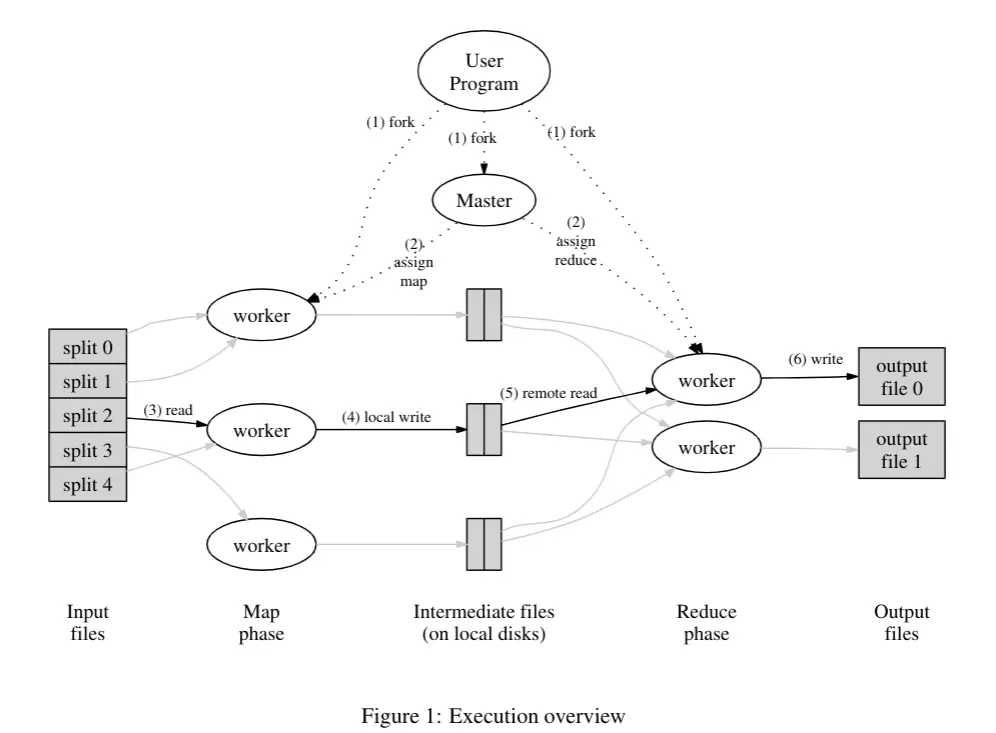 User
Program
(1) fork
(1) fork
(1) fork
Master
(2)
assign
map
(2)
assign
reduce
worker
split 0
split 1
split 2
split 3
split 4
(3) read
worker
(4) local write
(5) remote read
worker
(6) write
output
file 0
worker
output
file 1
worker
Input
files
Map
phase
Intermediate files
(on local disks)
Reduce
phase
Output
files
Figure 1: Execution overview